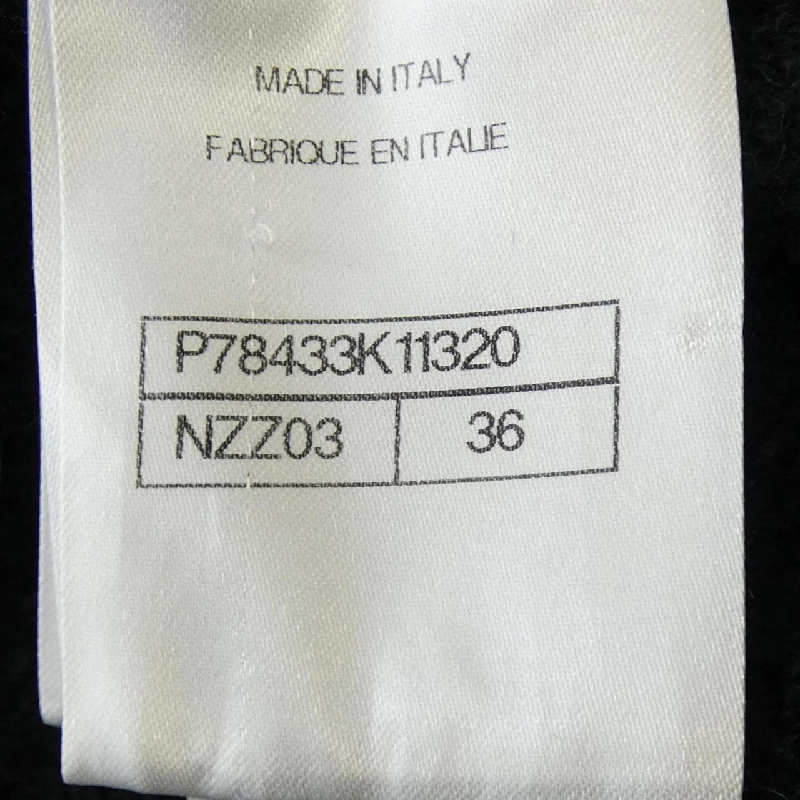 MADE IN ITALY
FABRIQUE EN ITALIE
P78433K11320
NZZ03 36